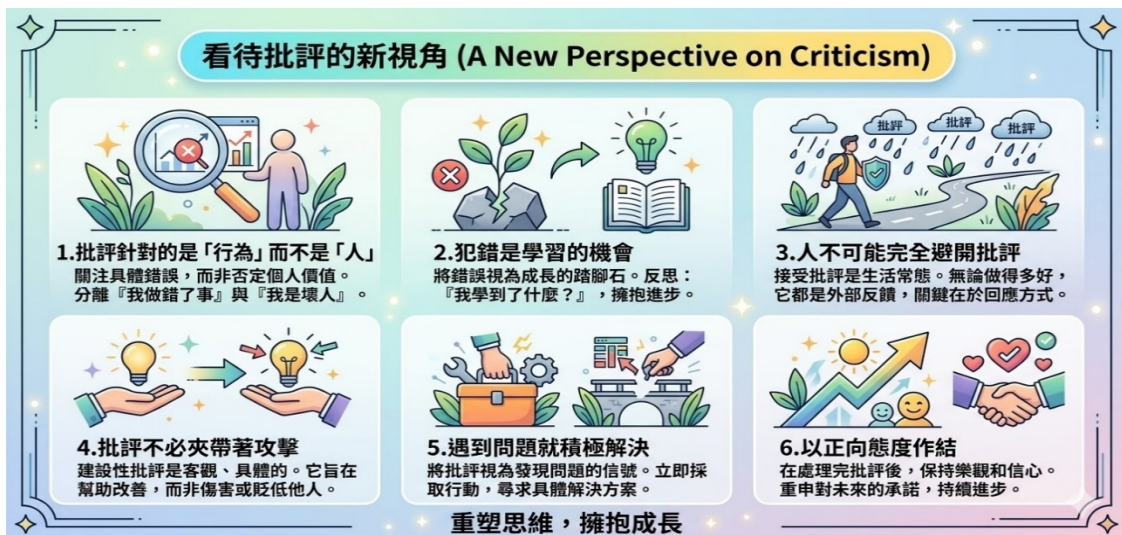 看待批評的新視角 (A New Perspective on Criticism)
1.批評針對的是「行為」而不是「人」
關注具體錯誤，而非否定個人價值。
分離『我做錯了事』與『我是壞人』。
2.犯錯是學習的機會
將錯誤視為成長的踏腳石。反思：
『我學到了什麼？』，擁抱進步。
批評
批評
批評
3.人不可能完全避開批評
接受批評是生活常態。無論做得多好，
它都是外部反饋，關鍵在於回應方式。
4.批評不必夾帶著攻擊
建設性批評是客觀、具體的。它旨在
幫助改善，而非傷害或貶低他人。
5.遇到問題就積極解決
將批評視為發現問題的信號。立即採
取行動，尋求具體解決方案。
6.以正向態度作結
在處理完批評後，保持樂觀和信心。
重申對未來的承諾，持續進步。
重塑思維，擁抱成長